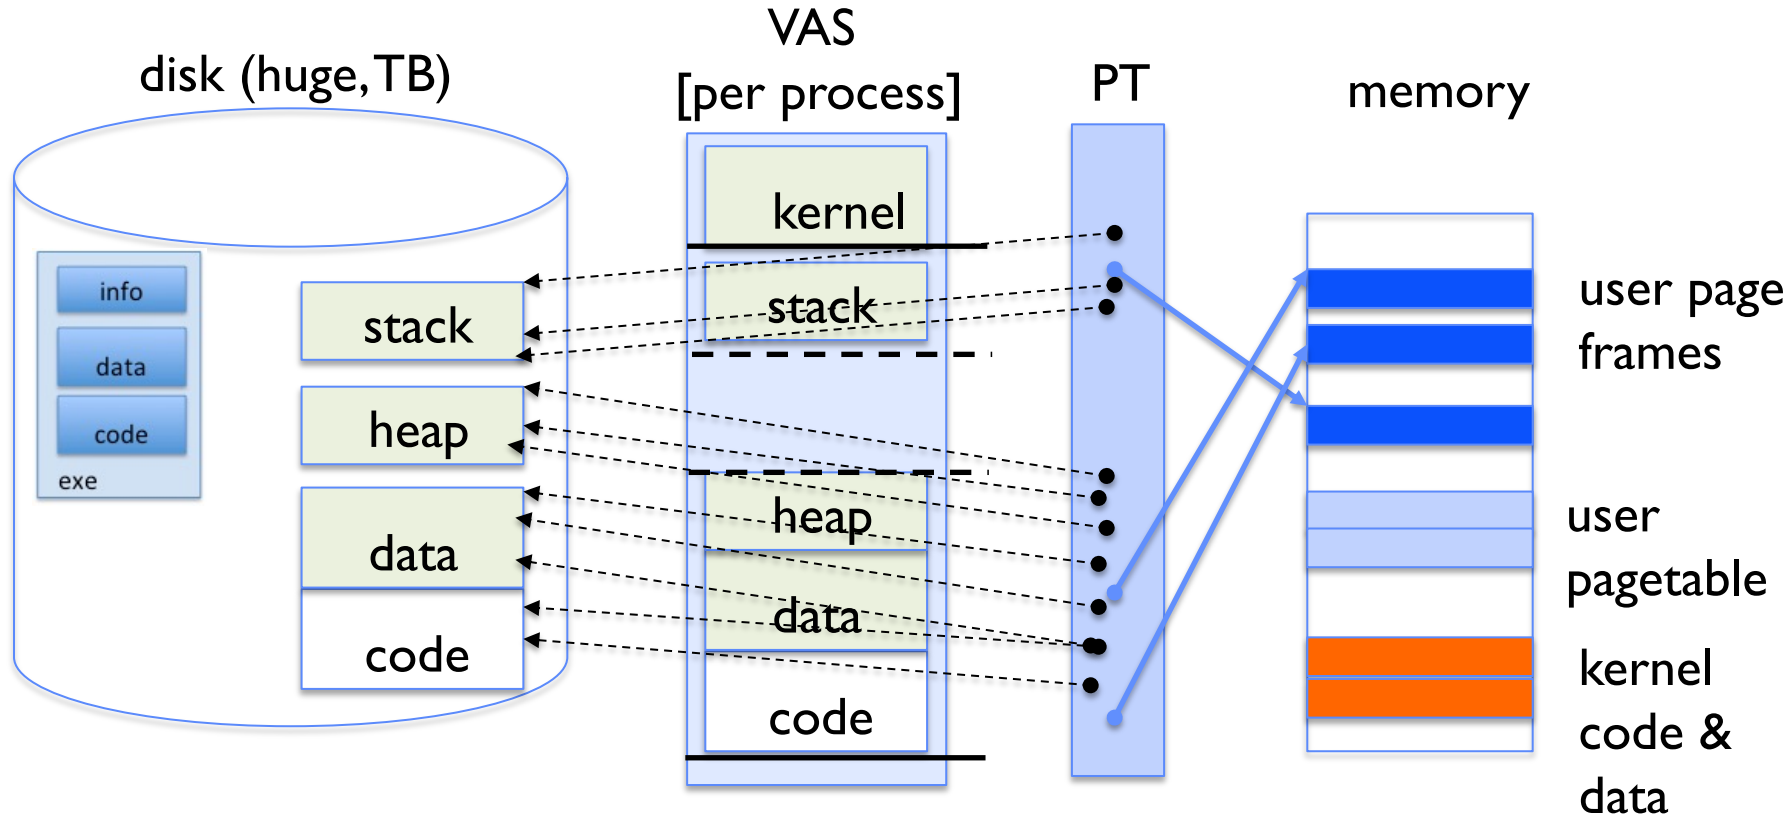 disk (huge, TB)
VAS
[per process]
PT
memory
info
data
code
exe
stack
heap
data
code
kernel
stack
heap
data
code
user page
frames
user
pagetable
kernel
code &
data